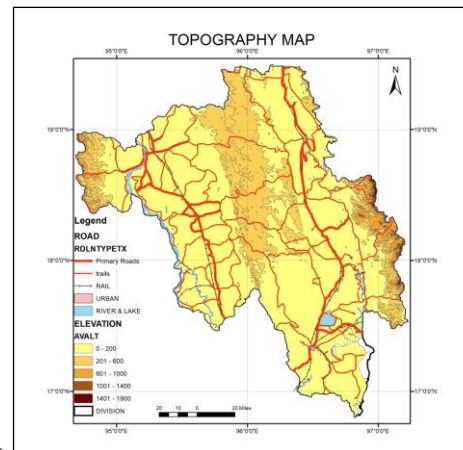 TOPOGRAPHY MAP
95°0'0"E 96°0'0"E 97°0'0"E
N
19°0'0"N 19°0'0"N
18°0'0"N 18°0'0"N
17°0'0"N 17°0'0"N
Legend
ROAD
RDLNTYPETX
Primary Roads
trails
RAIL
URBAN
RIVER & LAKE
ELEVATION
AVALT
0 - 200
201 - 600
601 - 1000
1001 - 1400
1401 - 1900
DIVISION
20 10 0 20 Miles
95°0'0"E 96°0'0"E 97°0'0"E